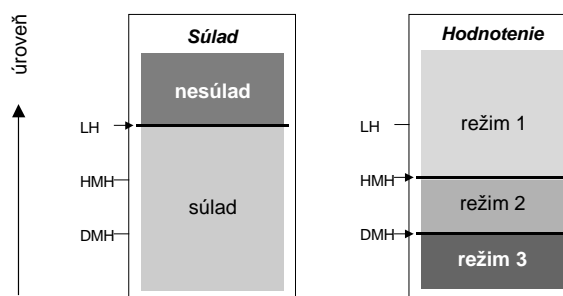 úroveň
Súlad
nesúlad
LH
HMH
súlad
DMH
Hodnotenie
LH
režim 1
HMH
režim 2
DMH
režim 3